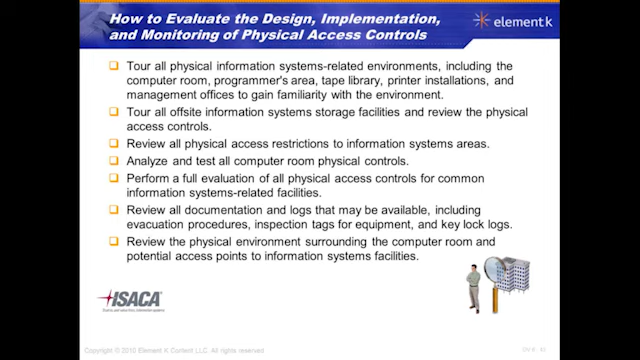 How to Evaluate the Design, Implementation,
and Monitoring of Physical Access Controls
element k
Tour all physical information systems-related environments, including the
computer room, programmer's area, tape library, printer installations, and
management offices to gain familiarity with the environment.
Tour all offsite information systems storage facilities and review the physical
access controls.
Review all physical access restrictions to information systems areas.
Analyze and test all computer room physical controls.
Perform a full evaluation of all physical access controls for common
information systems-related facilities.
Review all documentation and logs that may be available, including
evacuation procedures, inspection tags for equipment, and key lock logs.
Review the physical environment surrounding the computer room and
potential access points to information systems facilities.
ISACA
Copyright © 2010 Element K Content LLC. All rights reserved